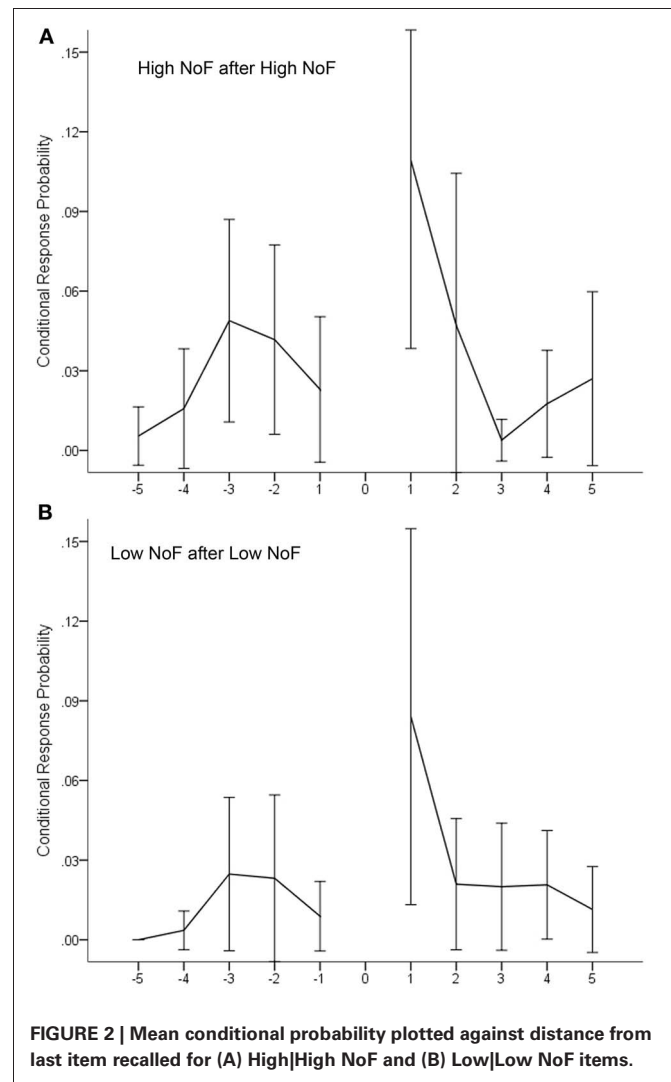 A
High NoF after High NoF
Conditional Response Probability
.15
.12
.09
.06
.03
.00
-5 -4 -3 -2 1 0 1 2 3 4 5
B
Low NoF after Low NoF
Conditional Response Probability
.15
.12
.09
.06
.03
.00
-5 -4 -3 -2 -1 0 1 2 3 4 5
FIGURE 2 | Mean conditional probability plotted against distance from
last item recalled for (A) High|High NoF and (B) Low|Low NoF items.